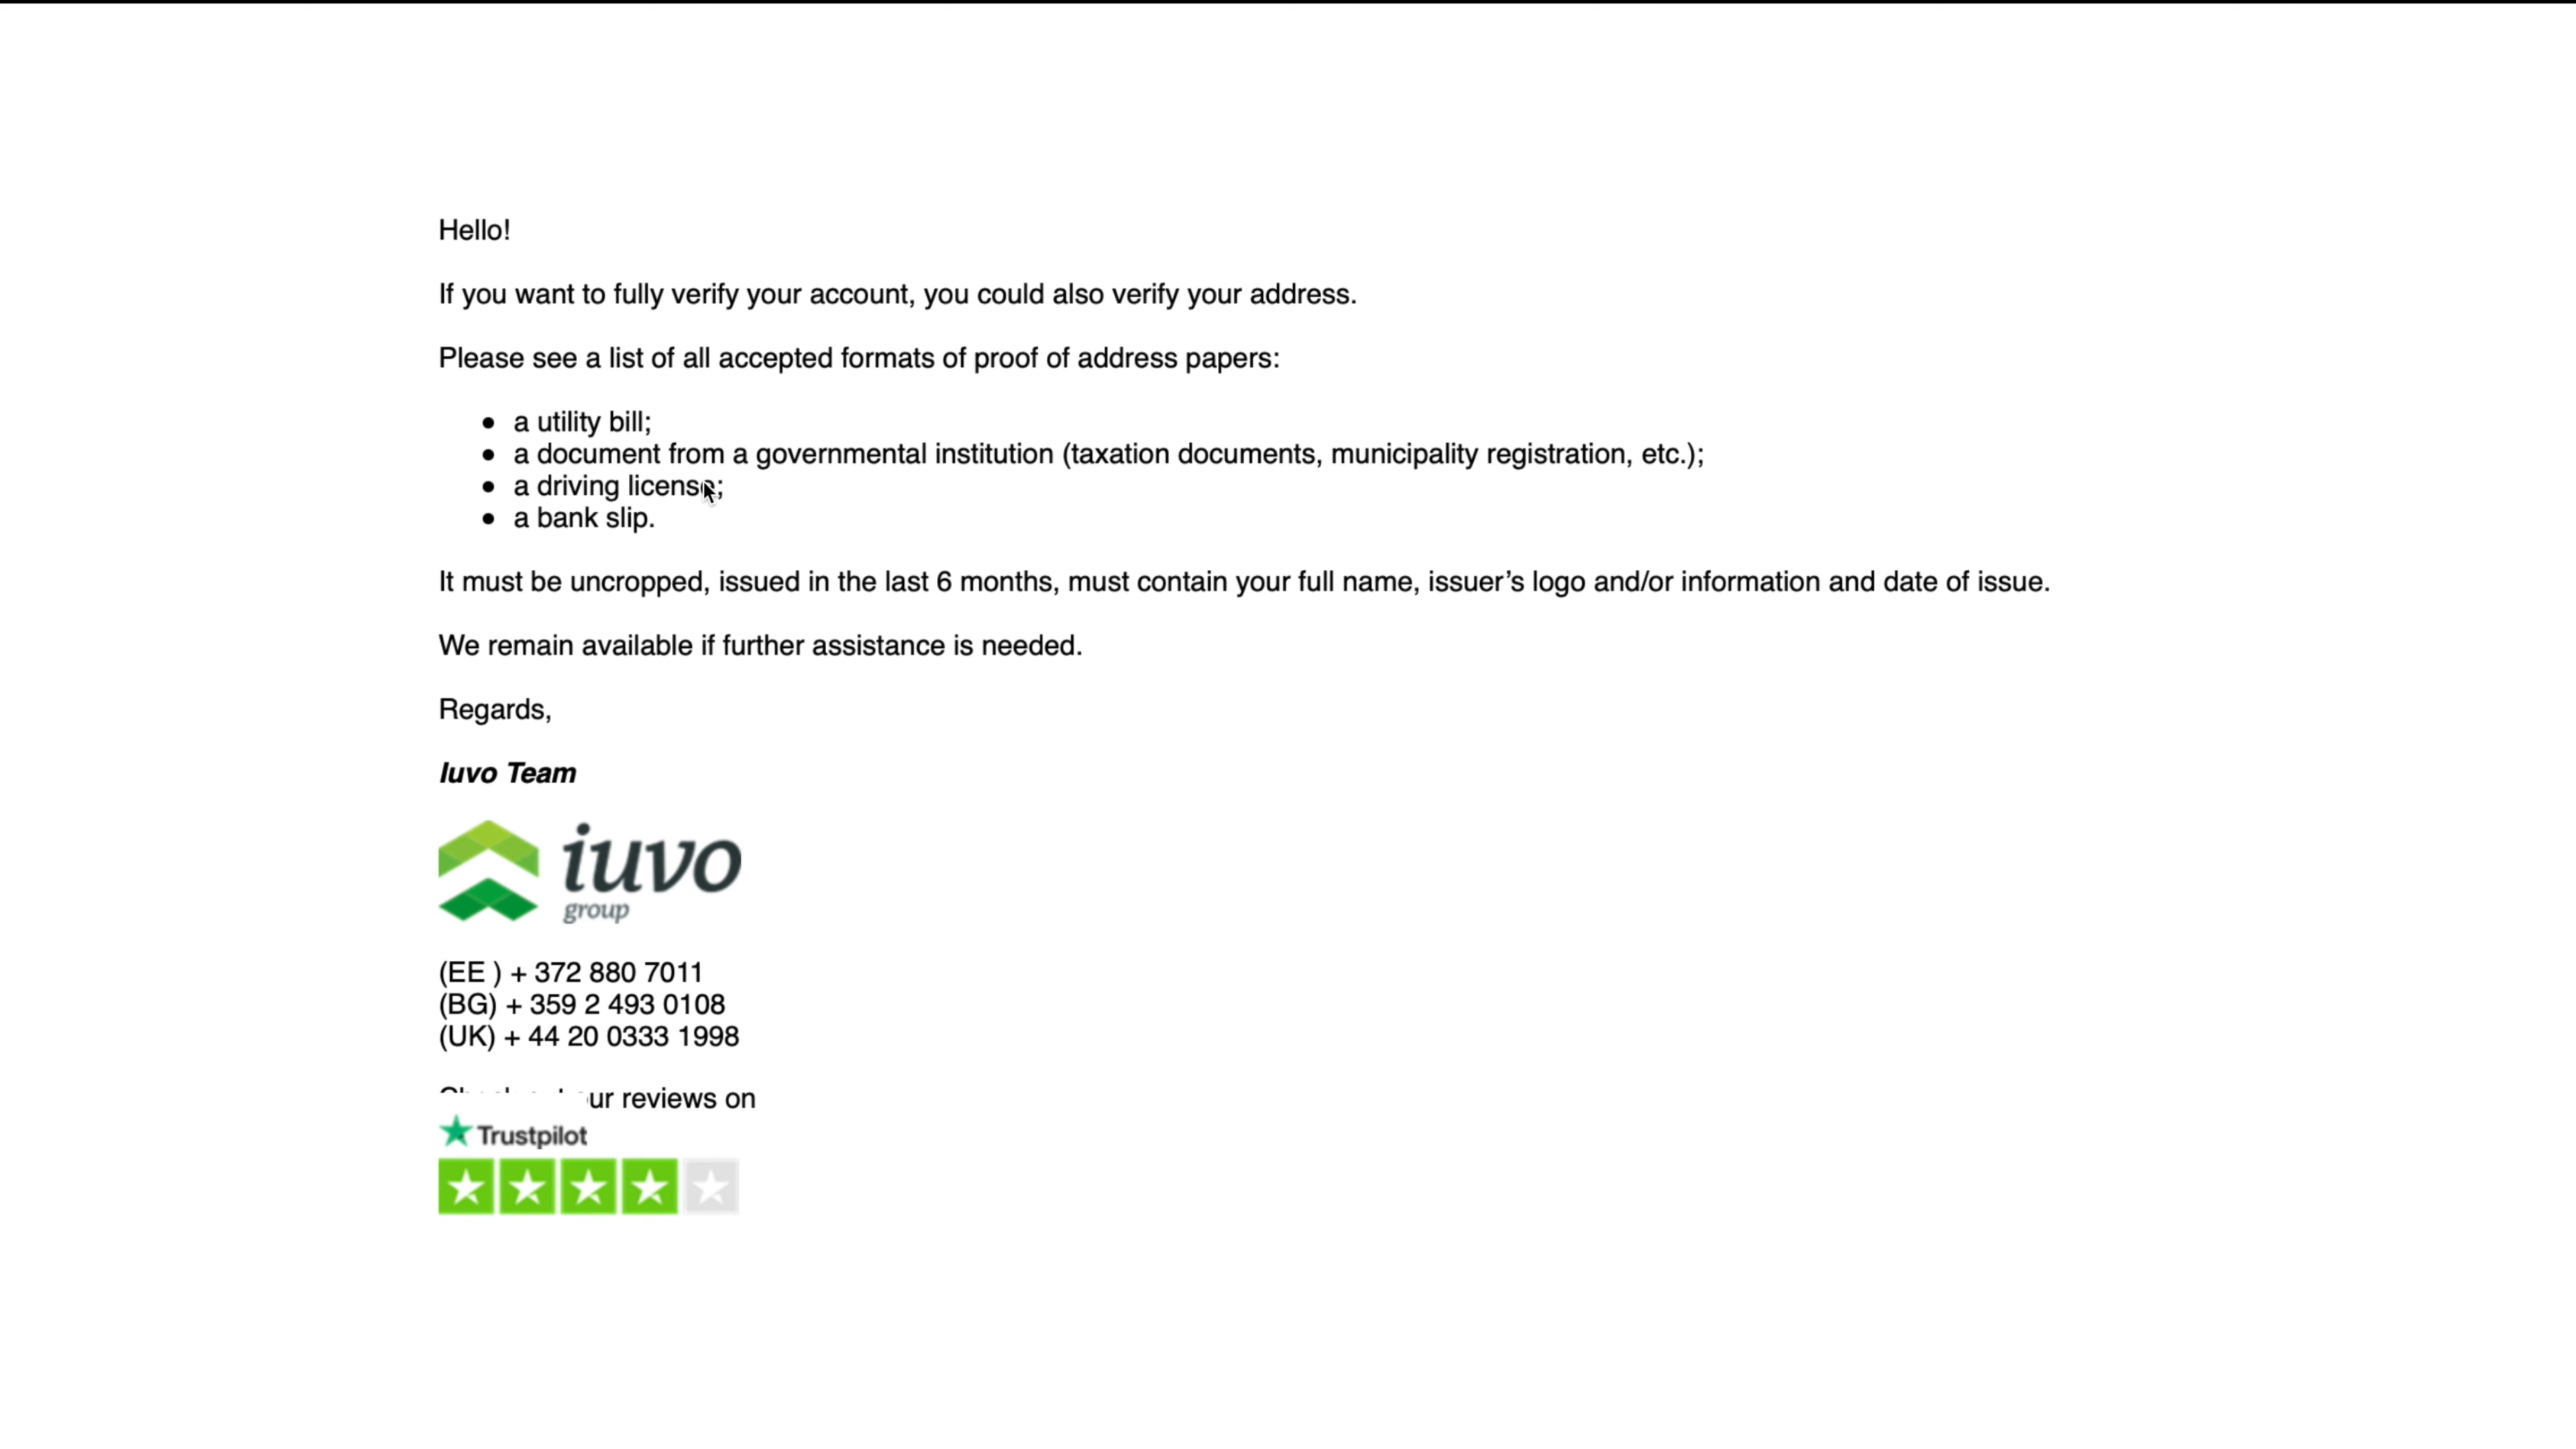 Hello!
If you want to fully verify your account, you could also verify your address.
Please see a list of all accepted formats of proof of address papers:
• a utility bill;
• a document from a governmental institution (taxation documents, municipality registration, etc.);
• a driving license;
• a bank slip.
It must be uncropped, issued in the last 6 months, must contain your full name, issuer’s logo and/or information and date of issue.
We remain available if further assistance is needed.
Regards,
Iuvo Team
iuvo
group
(EE ) + 372 880 7011
(BG) + 359 2 493 0108
(UK) + 44 20 0333 1998
reviews on
Trustpilot